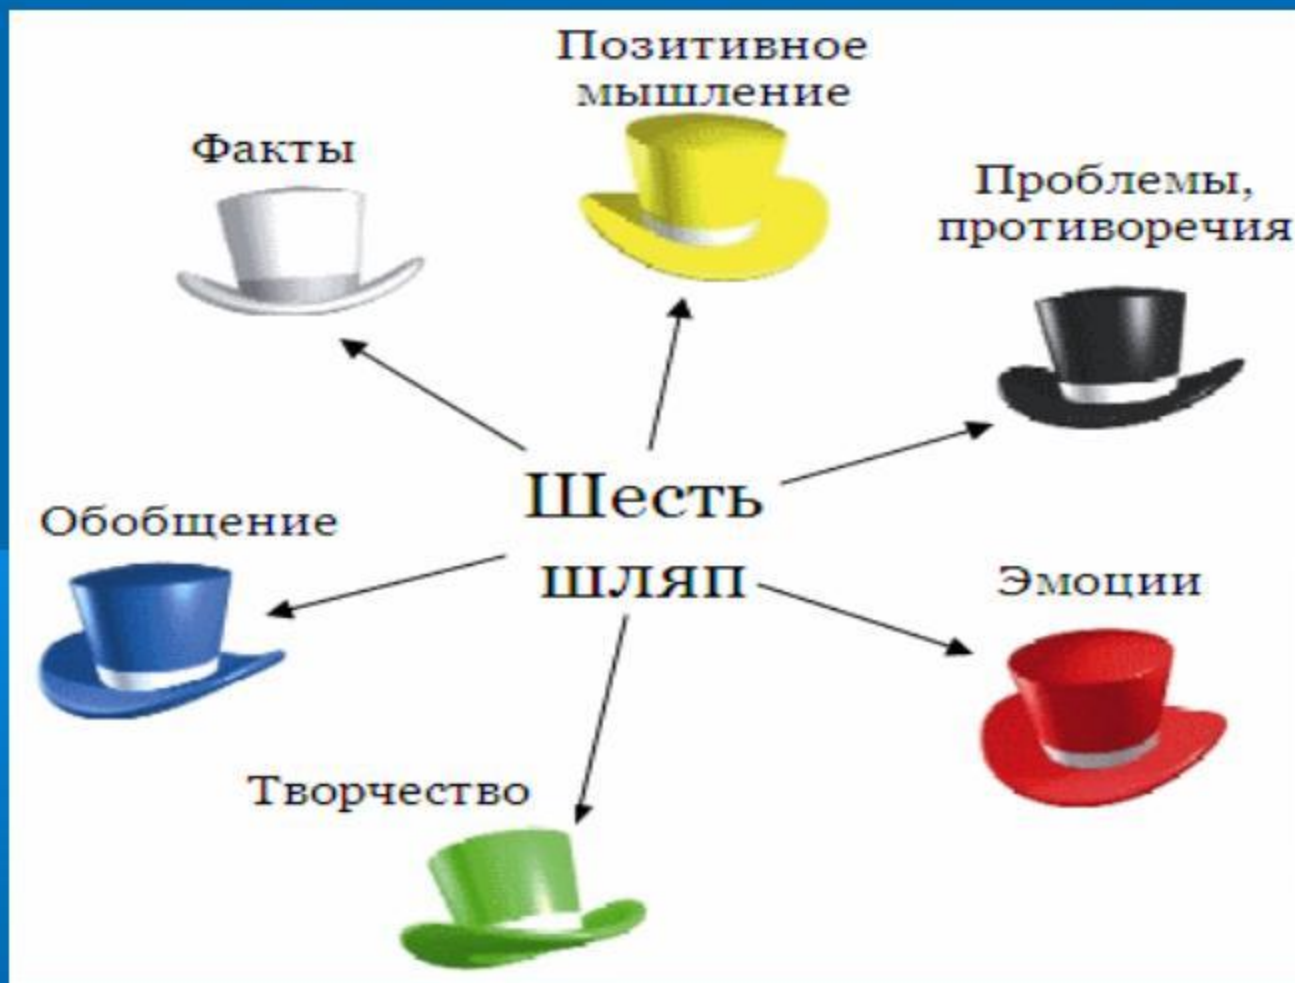 Позитивное
мышление
Факты
Проблемы,
противоречия
Шесть
шляп
Обобщение
Эмоции
Творчество